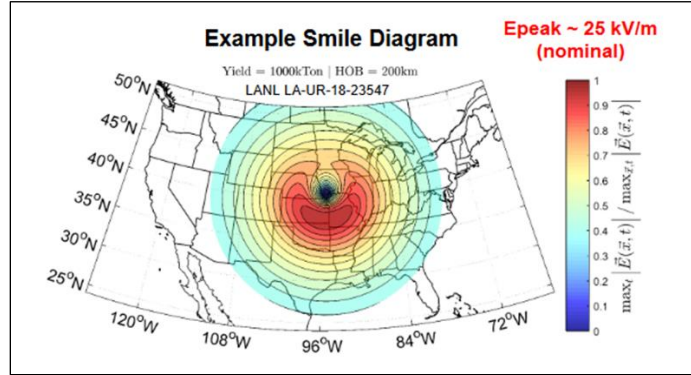 Example Smile Diagram
Epeak ~ 25 kV/m
(nominal)
Yield = 1000kTon | HOB = 200km
LANL LA-UR-18-23547
50°N
45°N
40°N
35°N
30°N
25°N
120°W
108°W
96°W
84°W
72°W
1
0.9
0.8
0.7
0.6
0.5
0.4
0.3
0.2
0.1
0
max_t |E⃗(x⃗, t)| / max_x⃗,t |E⃗(x⃗, t)|